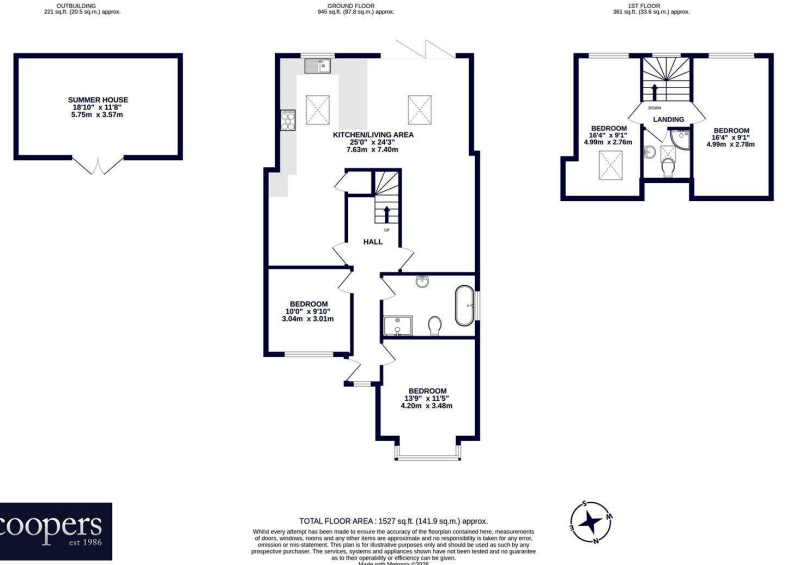 OUTBUILDING
221 sq.ft. (20.5 sq.m.) approx.
GROUND FLOOR
945 sq.ft. (87.8 sq.m.) approx.
1ST FLOOR
361 sq.ft. (33.6 sq.m.) approx.
SUMMER HOUSE
18'10" x 11'8"
5.75m x 3.57m
KITCHEN/LIVING AREA
25'0" x 24'3"
7.63m x 7.40m
UP
HALL
BEDROOM
10'0" x 9'10"
3.04m x 3.01m
BEDROOM
13'9" x 11'5"
4.20m x 3.48m
DOWN
LANDING
BEDROOM
16'4" x 9'1"
4.99m x 2.76m
BEDROOM
16'4" x 9'1"
4.99m x 2.78m
coopers
est 1986
TOTAL FLOOR AREA : 1527 sq.ft. (141.9 sq.m.) approx.
Whilst every attempt has been made to ensure the accuracy of the floorplan contained here, measurements
of doors, windows, rooms and any other items are approximate and no responsibility is taken for any error,
omission or mis-statement. This plan is for illustrative purposes only and should be used as such by any
prospective purchaser. The services, systems and appliances shown have not been tested and no guarantee
as to their operability or efficiency can be given.
Made with Metropix ©2026
S
W
E
N